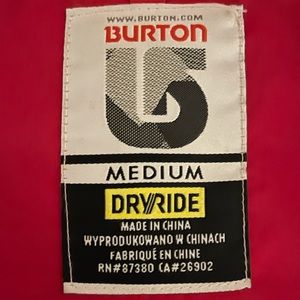 WWW.BURTON.COM
BURTON
MEDIUM
DRYRIDE
MADE IN CHINA
WYPRODUKOWANO W CHINACH
FABRIQUÉ EN CHINE
RN#87380 CA#26902